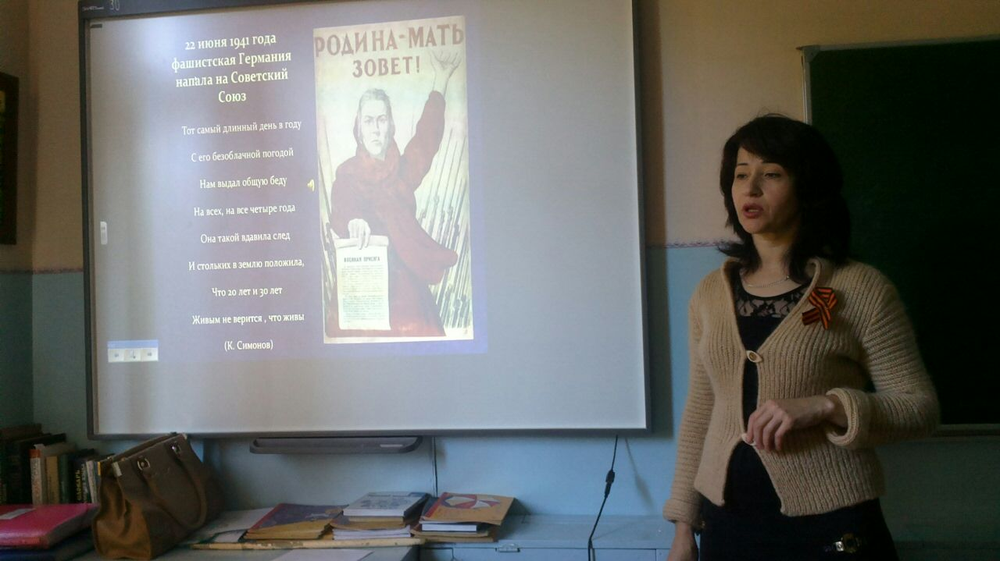 22 июня 1941 года
фашистская Германия
напала на Советский
Союз
Тот самый длинный день в году
С его безоблачной погодой
Нам выдал общую беду
На всех, на все четыре года
Она такой вдавила след
И стольких в землю положила,
Что 20 лет и 30 лет
Живым не верится , что живы
(К. Симонов)
РОДИНА-МАТЬ
ЗОВЕТ!
ВОЕННАЯ ПРИСЯГА